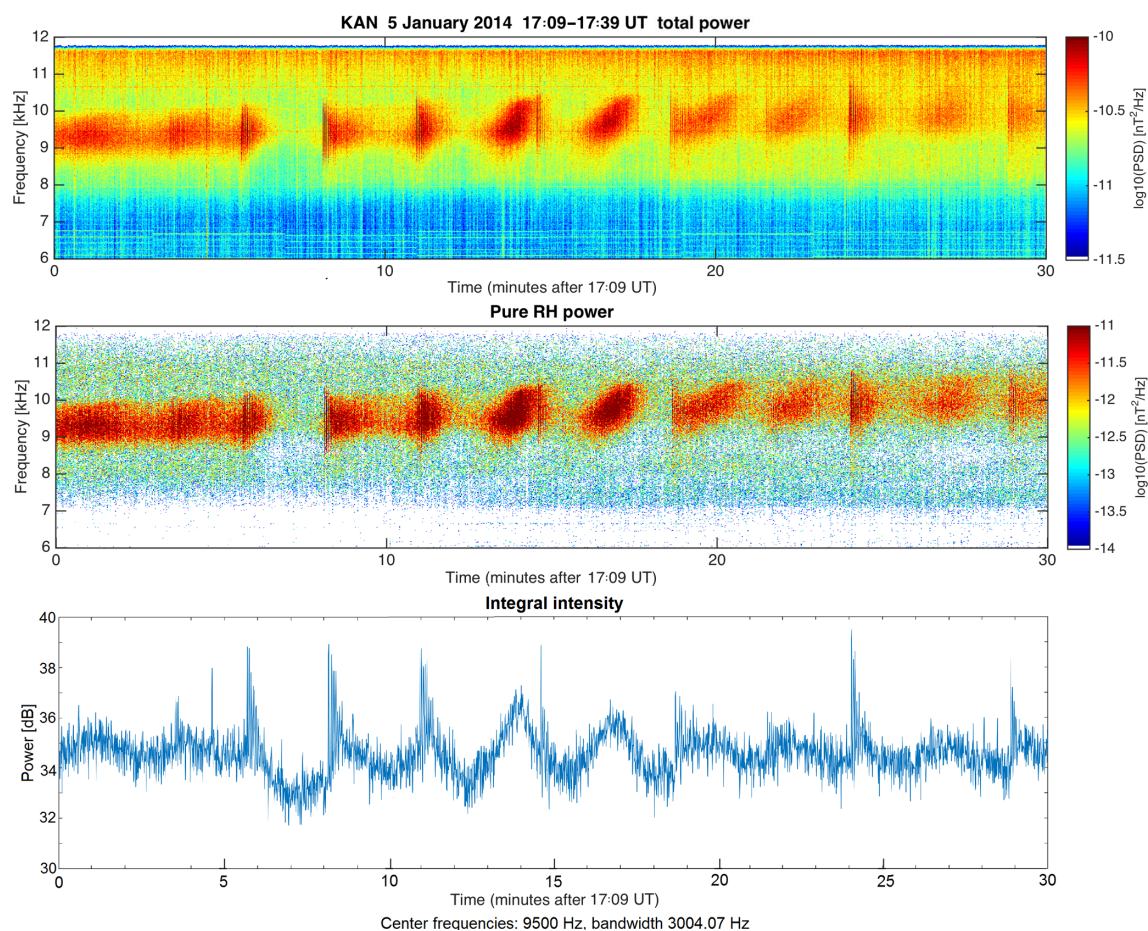 KAN  5 January 2014  17:09–17:39 UT  total power
12
11
10
9
8
7
6
Frequency [kHz]
0 10 20 30
Time (minutes after 17:09 UT)
-10
-10.5
-11
-11.5
log10(PSD) [nT²/Hz]
Pure RH power
12
11
10
9
8
7
6
Frequency [kHz]
0 10 20 30
Time (minutes after 17:09 UT)
-11
-11.5
-12
-12.5
-13
-13.5
-14
log10(PSD) [nT²/Hz]
Integral intensity
40
38
36
34
32
30
Power [dB]
0 5 10 15 20 25 30
Time (minutes after 17:09 UT)
Center frequencies: 9500 Hz, bandwidth 3004.07 Hz